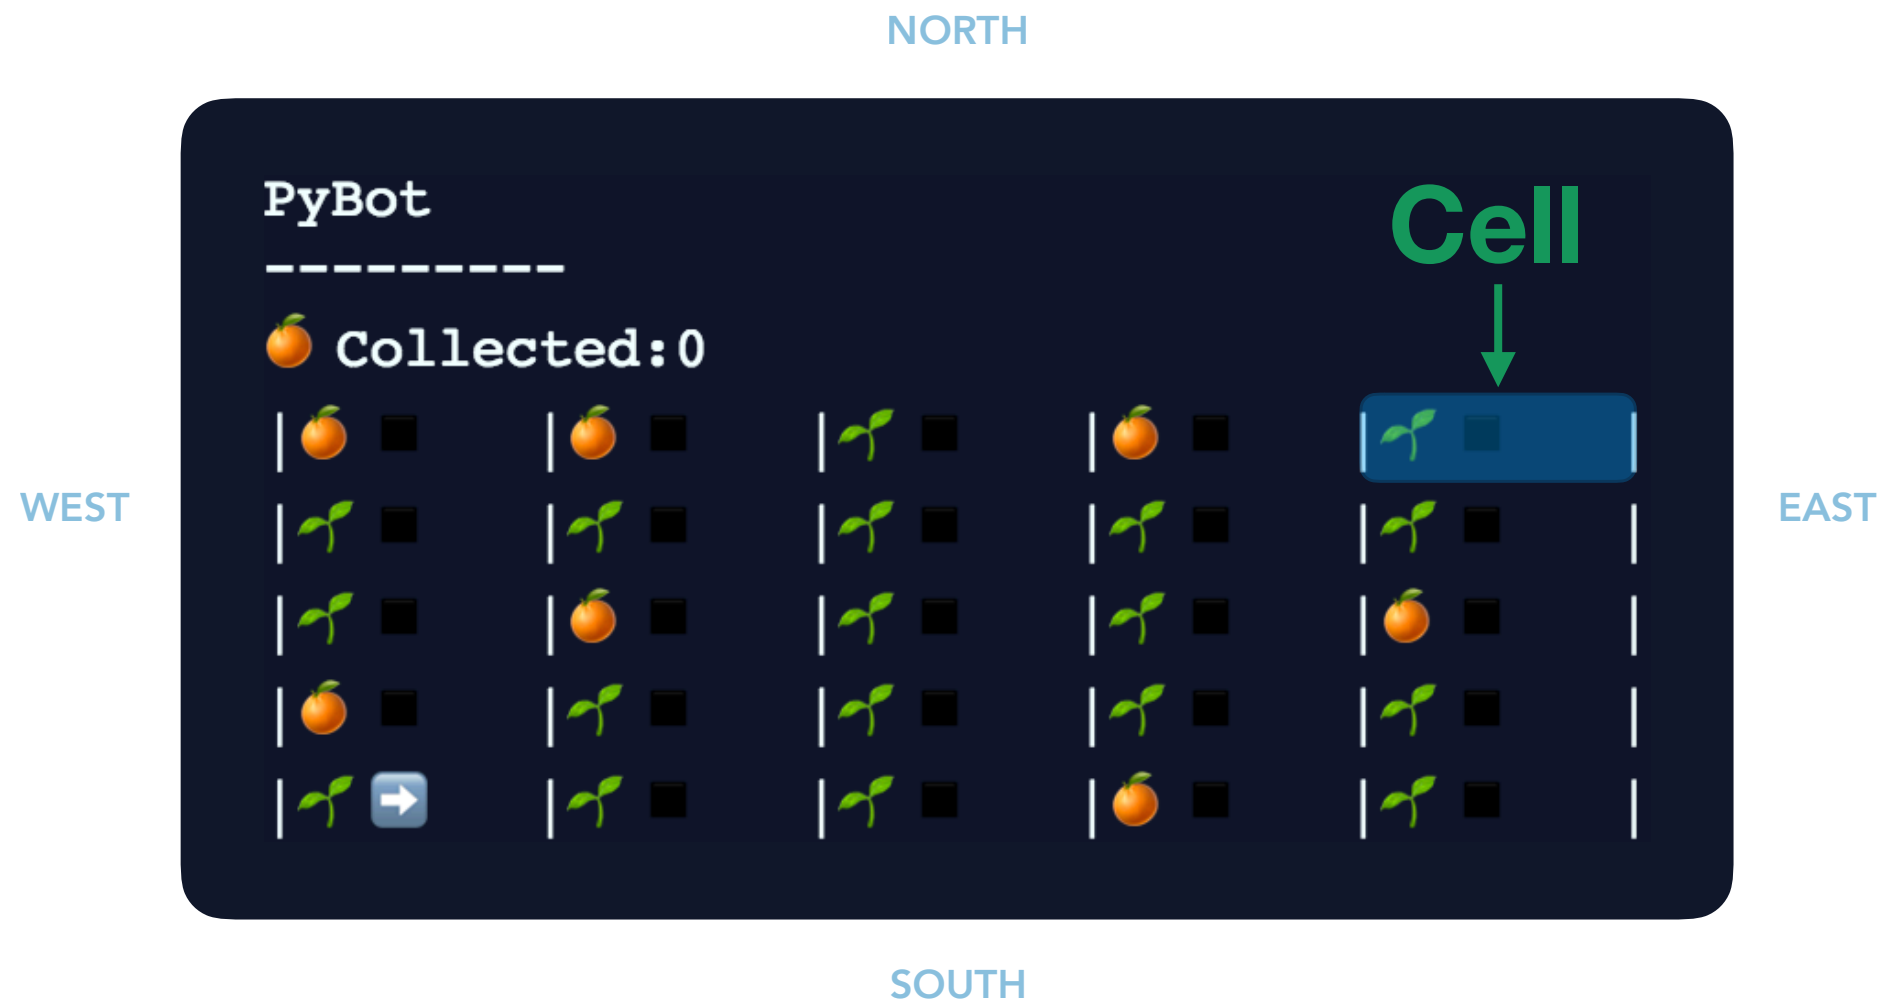 NORTH
PyBot
---------
Cell
Collected:0
WEST
EAST
SOUTH